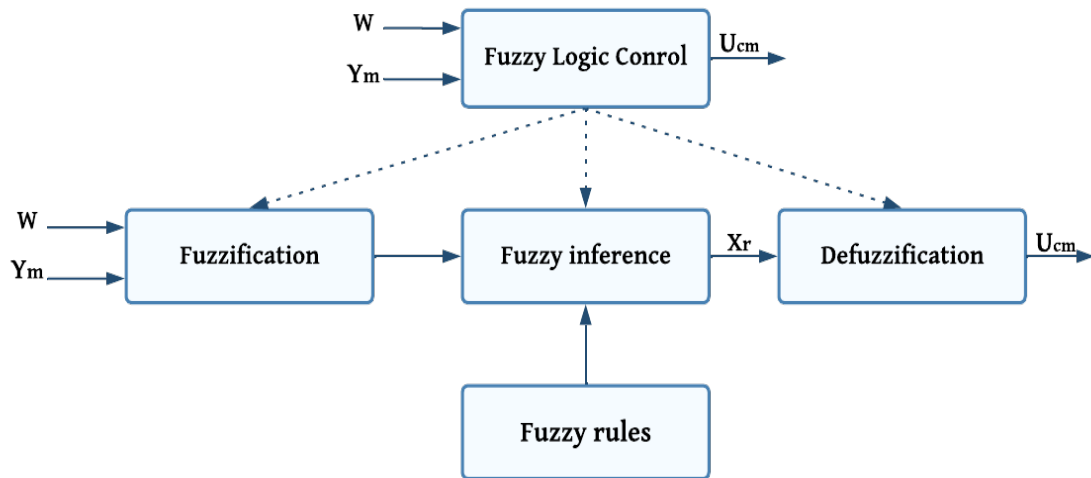 W
Ym
Fuzzy Logic Conrol
Ucm
W
Ym
Fuzzification
Fuzzy inference
Xr
Defuzzification
Ucm
Fuzzy rules